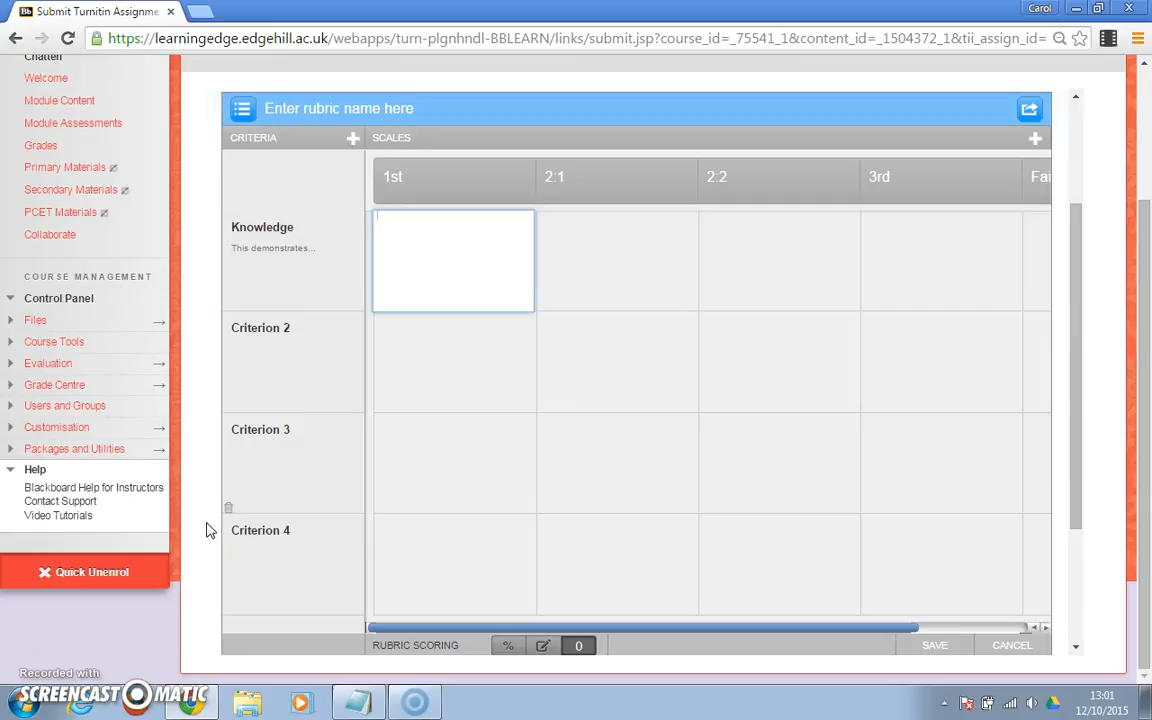 Submit Turnitin Assignme
Carol
https://learningedge.edgehill.ac.uk/webapps/turn-plgnhndl-BBLEARN/links/submit.jsp?course_id=_75541_1&content_id=_1504372_1&tii_assign_id=
Chatten
Welcome
Module Content
Module Assessments
Grades
Primary Materials
Secondary Materials
PCET Materials
Collaborate
COURSE MANAGEMENT
Control Panel
Files
Course Tools
Evaluation
Grade Centre
Users and Groups
Customisation
Packages and Utilities
Help
Blackboard Help for Instructors
Contact Support
Video Tutorials
Quick Unenrol
Enter rubric name here
CRITERIA
SCALES
1st
2:1
2:2
3rd
Fai
Knowledge
This demonstrates...
Criterion 2
Criterion 3
Criterion 4
RUBRIC SCORING
%
0
SAVE
CANCEL
Recorded with
SCREENCAST-O-MATIC
13:01
12/10/2015